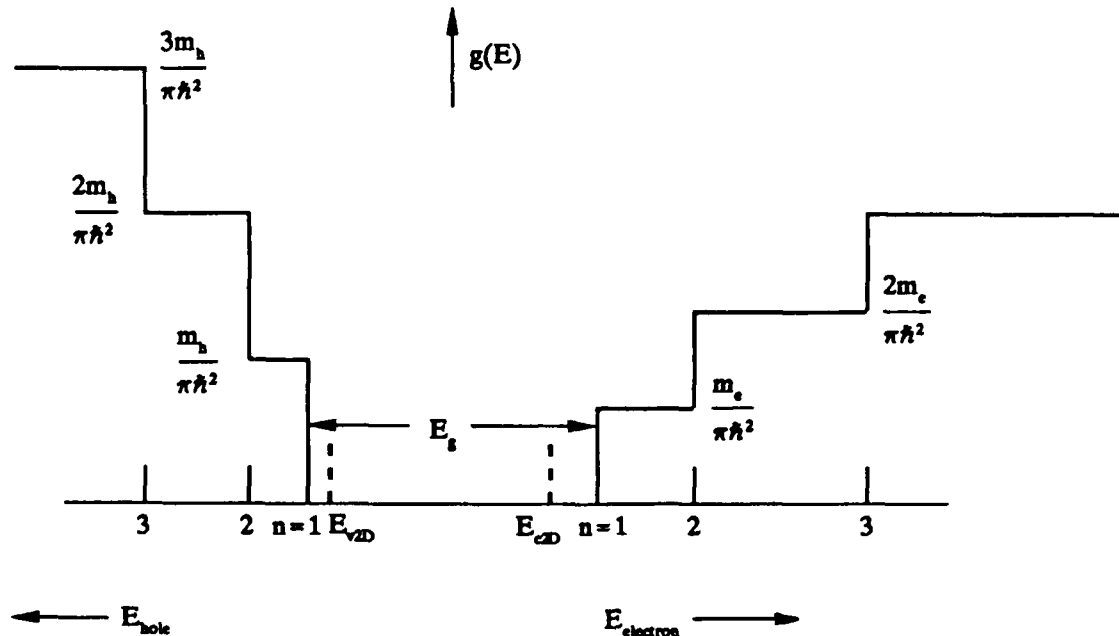 3m_h
πħ²
g(E)
2m_h
πħ²
2m_e
πħ²
m_h
πħ²
m_e
πħ²
E_g
3 2 n = 1 E_v2D E_c2D n = 1 2 3
E_hole E_electron